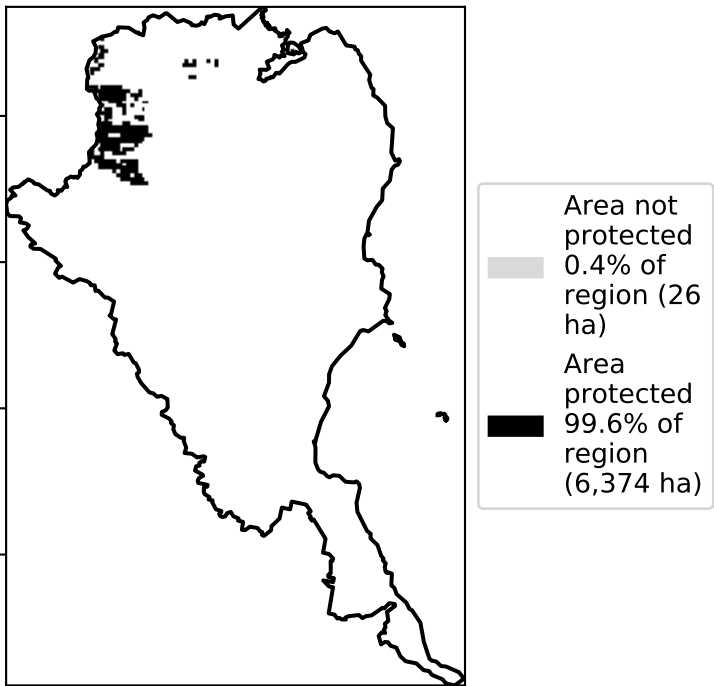 Area not
protected
0.4% of
region (26
ha)
Area
protected
99.6% of
region
(6,374 ha)